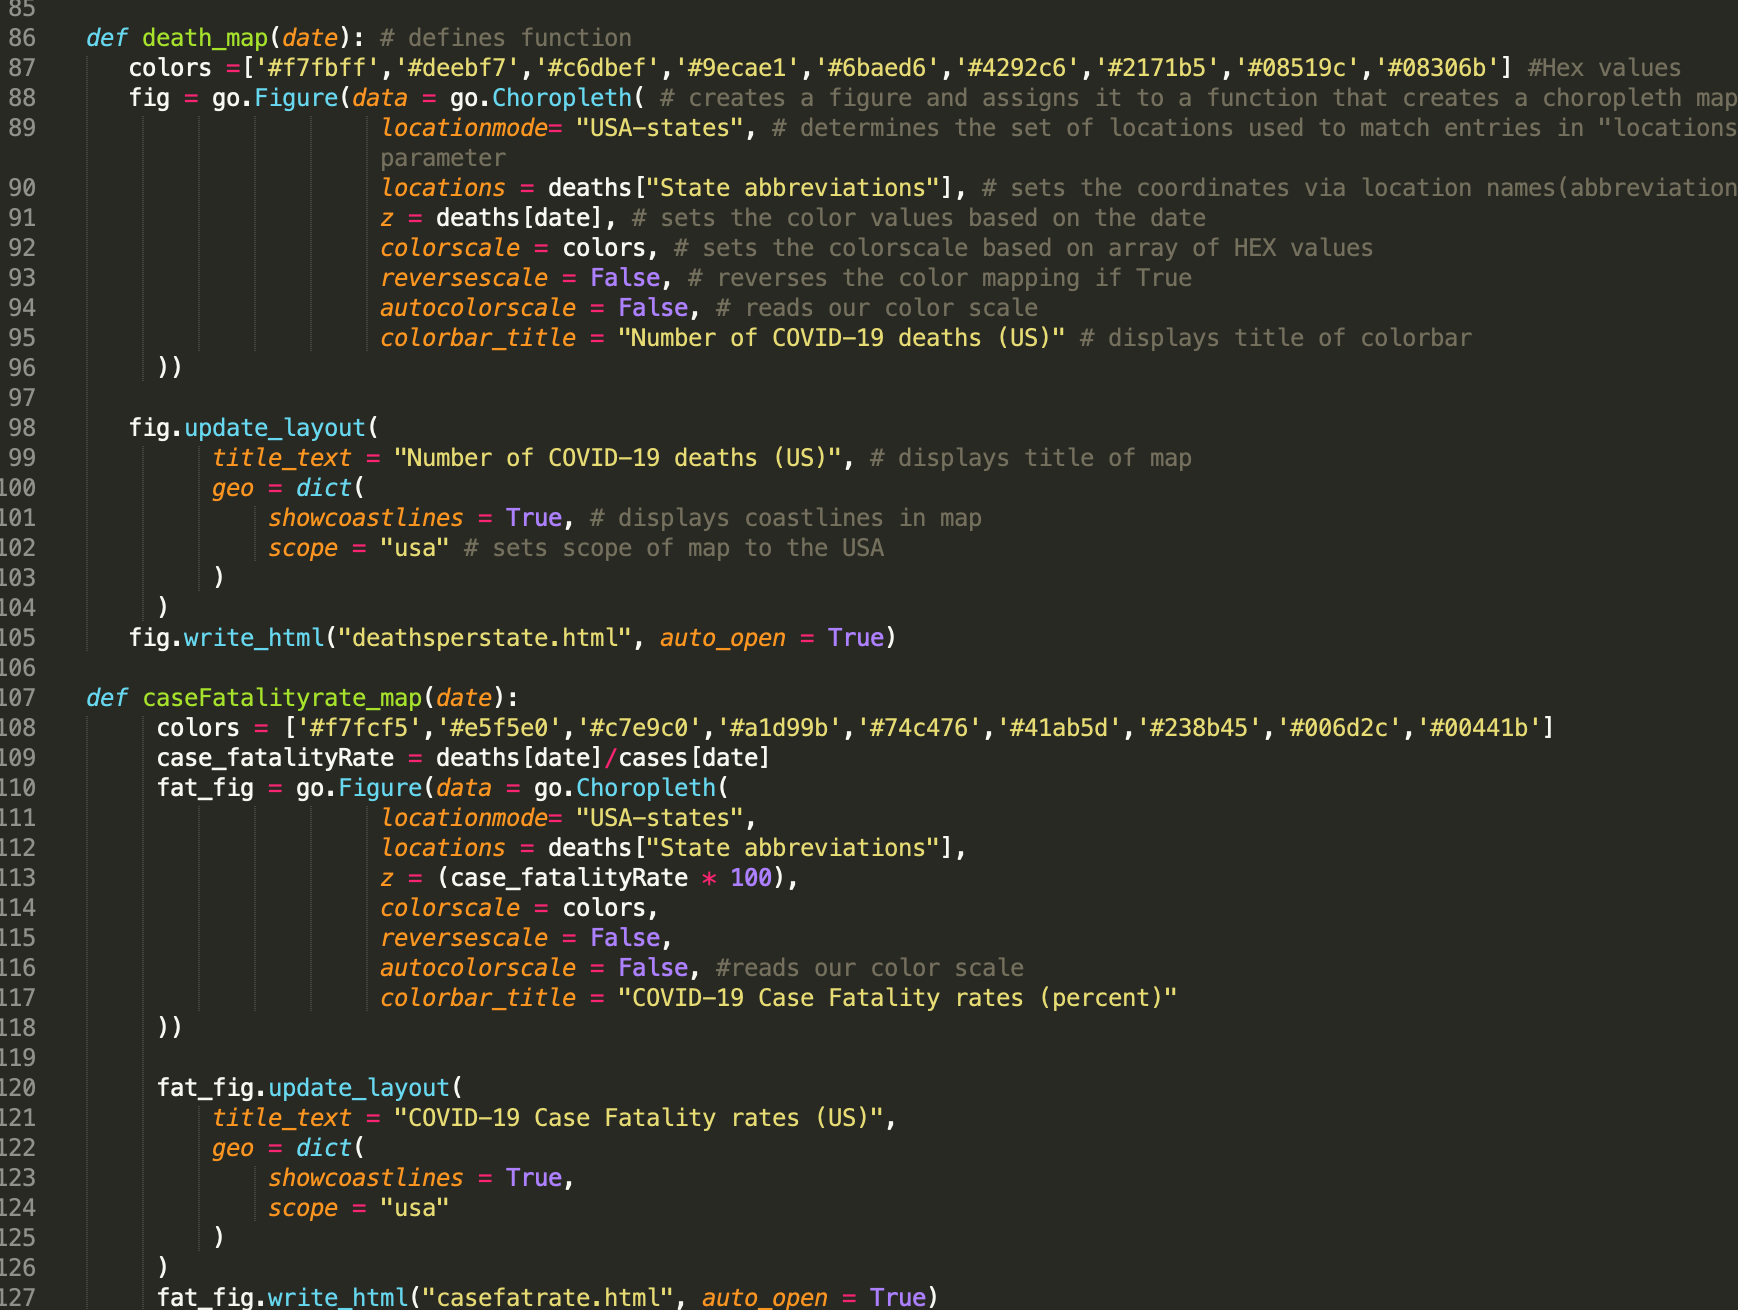 85
86 def death_map(date): # defines function
87 colors =['#f7fbff','#deebf7','#c6dbef','#9ecae1','#6baed6','#4292c6','#2171b5','#08519c','#08306b'] #Hex values
88 fig = go.Figure(data = go.Choropleth( # creates a figure and assigns it to a function that creates a choropleth map
89 locationmode= "USA-states", # determines the set of locations used to match entries in "locations
parameter
90 locations = deaths["State abbreviations"], # sets the coordinates via location names(abbreviation
91 z = deaths[date], # sets the color values based on the date
92 colorscale = colors, # sets the colorscale based on array of HEX values
93 reversescale = False, # reverses the color mapping if True
94 autocolorscale = False, # reads our color scale
95 colorbar_title = "Number of COVID-19 deaths (US)" # displays title of colorbar
96 ))
97
98 fig.update_layout(
99 title_text = "Number of COVID-19 deaths (US)", # displays title of map
100 geo = dict(
101 showcoastlines = True, # displays coastlines in map
102 scope = "usa" # sets scope of map to the USA
103 )
104 )
105 fig.write_html("deathsperstate.html", auto_open = True)
106
107 def caseFatalityrate_map(date):
108 colors = ['#f7fcf5','#e5f5e0','#c7e9c0','#a1d99b','#74c476','#41ab5d','#238b45','#006d2c','#00441b']
109 case_fatalityRate = deaths[date]/cases[date]
110 fat_fig = go.Figure(data = go.Choropleth(
111 locationmode= "USA-states",
112 locations = deaths["State abbreviations"],
113 z = (case_fatalityRate * 100),
114 colorscale = colors,
115 reversescale = False,
116 autocolorscale = False, #reads our color scale
117 colorbar_title = "COVID-19 Case Fatality rates (percent)"
118 ))
119
120 fat_fig.update_layout(
121 title_text = "COVID-19 Case Fatality rates (US)",
122 geo = dict(
123 showcoastlines = True,
124 scope = "usa"
125 )
126 )
127 fat_fig.write_html("casefatrate.html", auto_open = True)